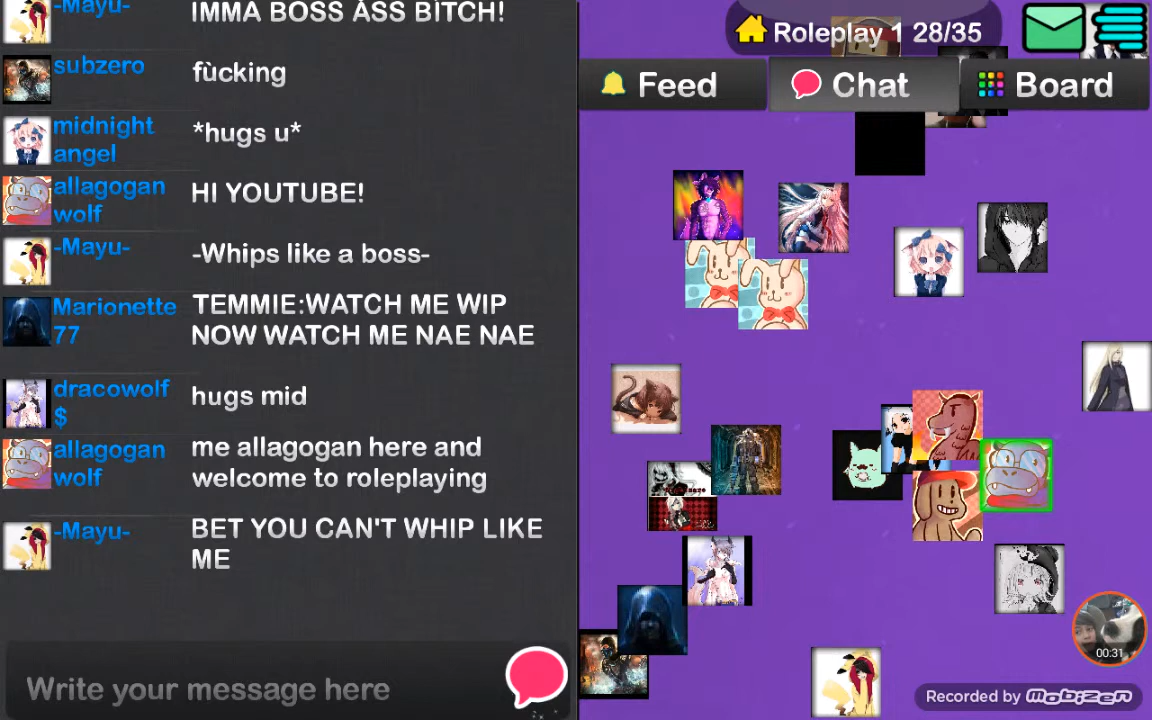 -Mayu-
IMMA BOSS ÀSS BÌTCH!
subzero
fùcking
midnight
angel
*hugs u*
allagogan
wolf
HI YOUTUBE!
-Mayu-
-Whips like a boss-
Marionette
77
TEMMIE:WATCH ME WIP
NOW WATCH ME NAE NAE
dracowolf
$
hugs mid
allagogan
wolf
me allagogan here and
welcome to roleplaying
-Mayu-
BET YOU CAN'T WHIP LIKE
ME
Write your message here
Roleplay 1 28/35
Feed
Chat
Board
00:31
Recorded by mobizen